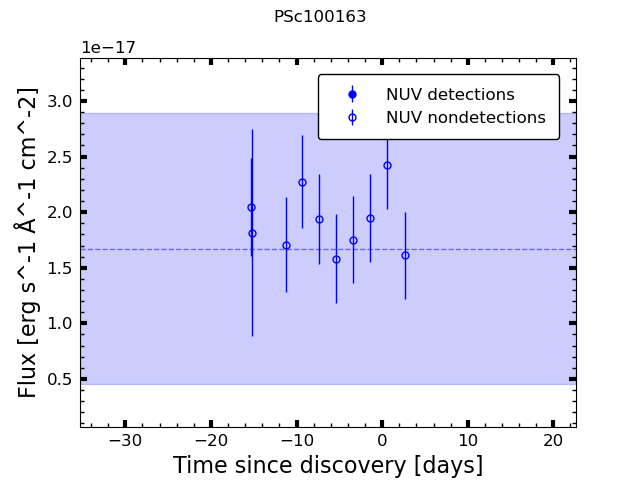 PSc100163
1e−17
NUV detections
NUV nondetections
3.0
2.5
2.0
1.5
1.0
0.5
Flux [erg s^-1 Å^-1 cm^-2]
−30
−20
−10
0
10
20
Time since discovery [days]